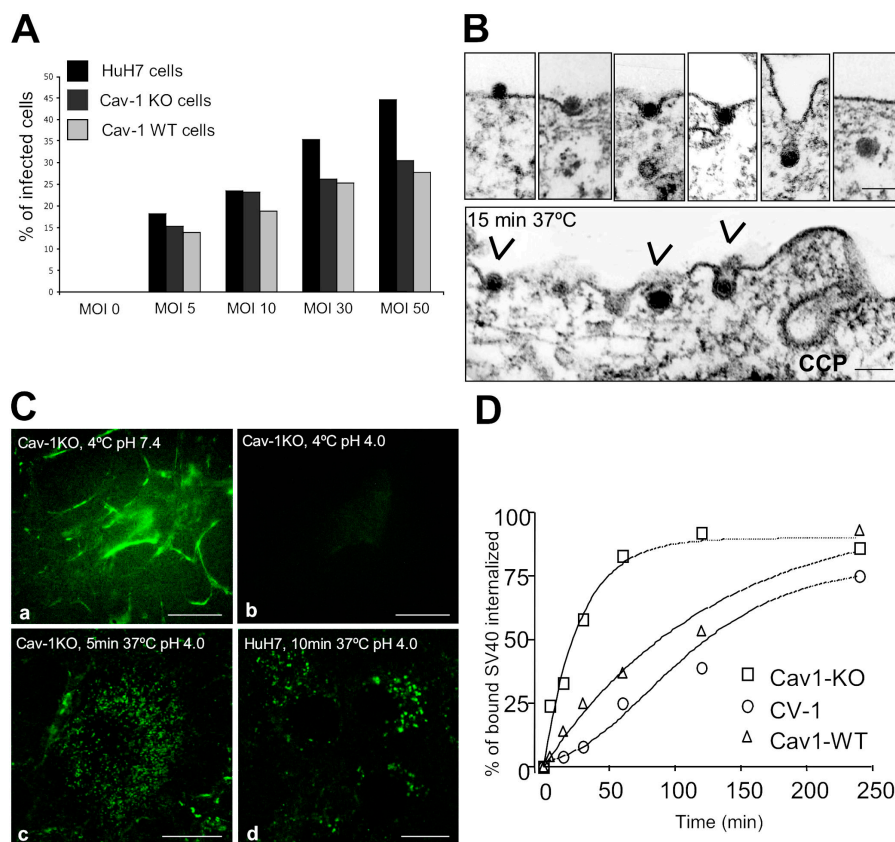 A
% of infected cells
50
45
40
35
30
25
20
15
10
5
0
HuH7 cells
Cav-1 KO cells
Cav-1 WT cells
MOI 0 MOI 5 MOI 10 MOI 30 MOI 50
B
15 min 37ºC
CCP
C
Cav-1KO, 4ºC pH 7.4
a
Cav-1KO, 4ºC pH 4.0
b
Cav-1KO, 5min 37ºC pH 4.0
c
HuH7, 10min 37ºC pH 4.0
d
D
% of bound SV40 internalized
100
75
50
25
0
Cav1-KO
CV-1
Cav1-WT
0 50 100 150 200 250
Time (min)